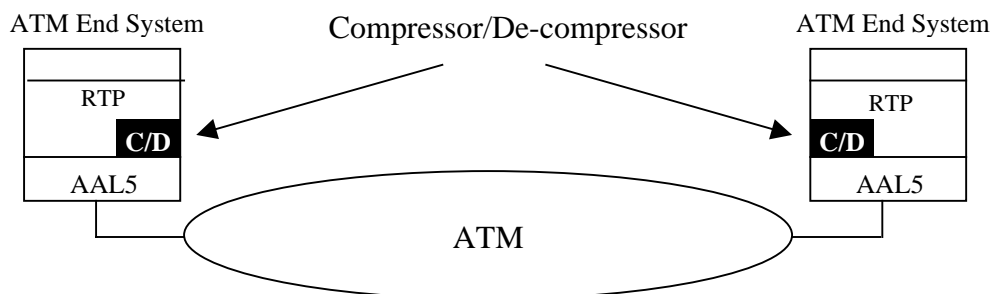 ATM End System
Compressor/De-compressor
ATM End System
RTP
RTP
C/D
C/D
AAL5
AAL5
ATM